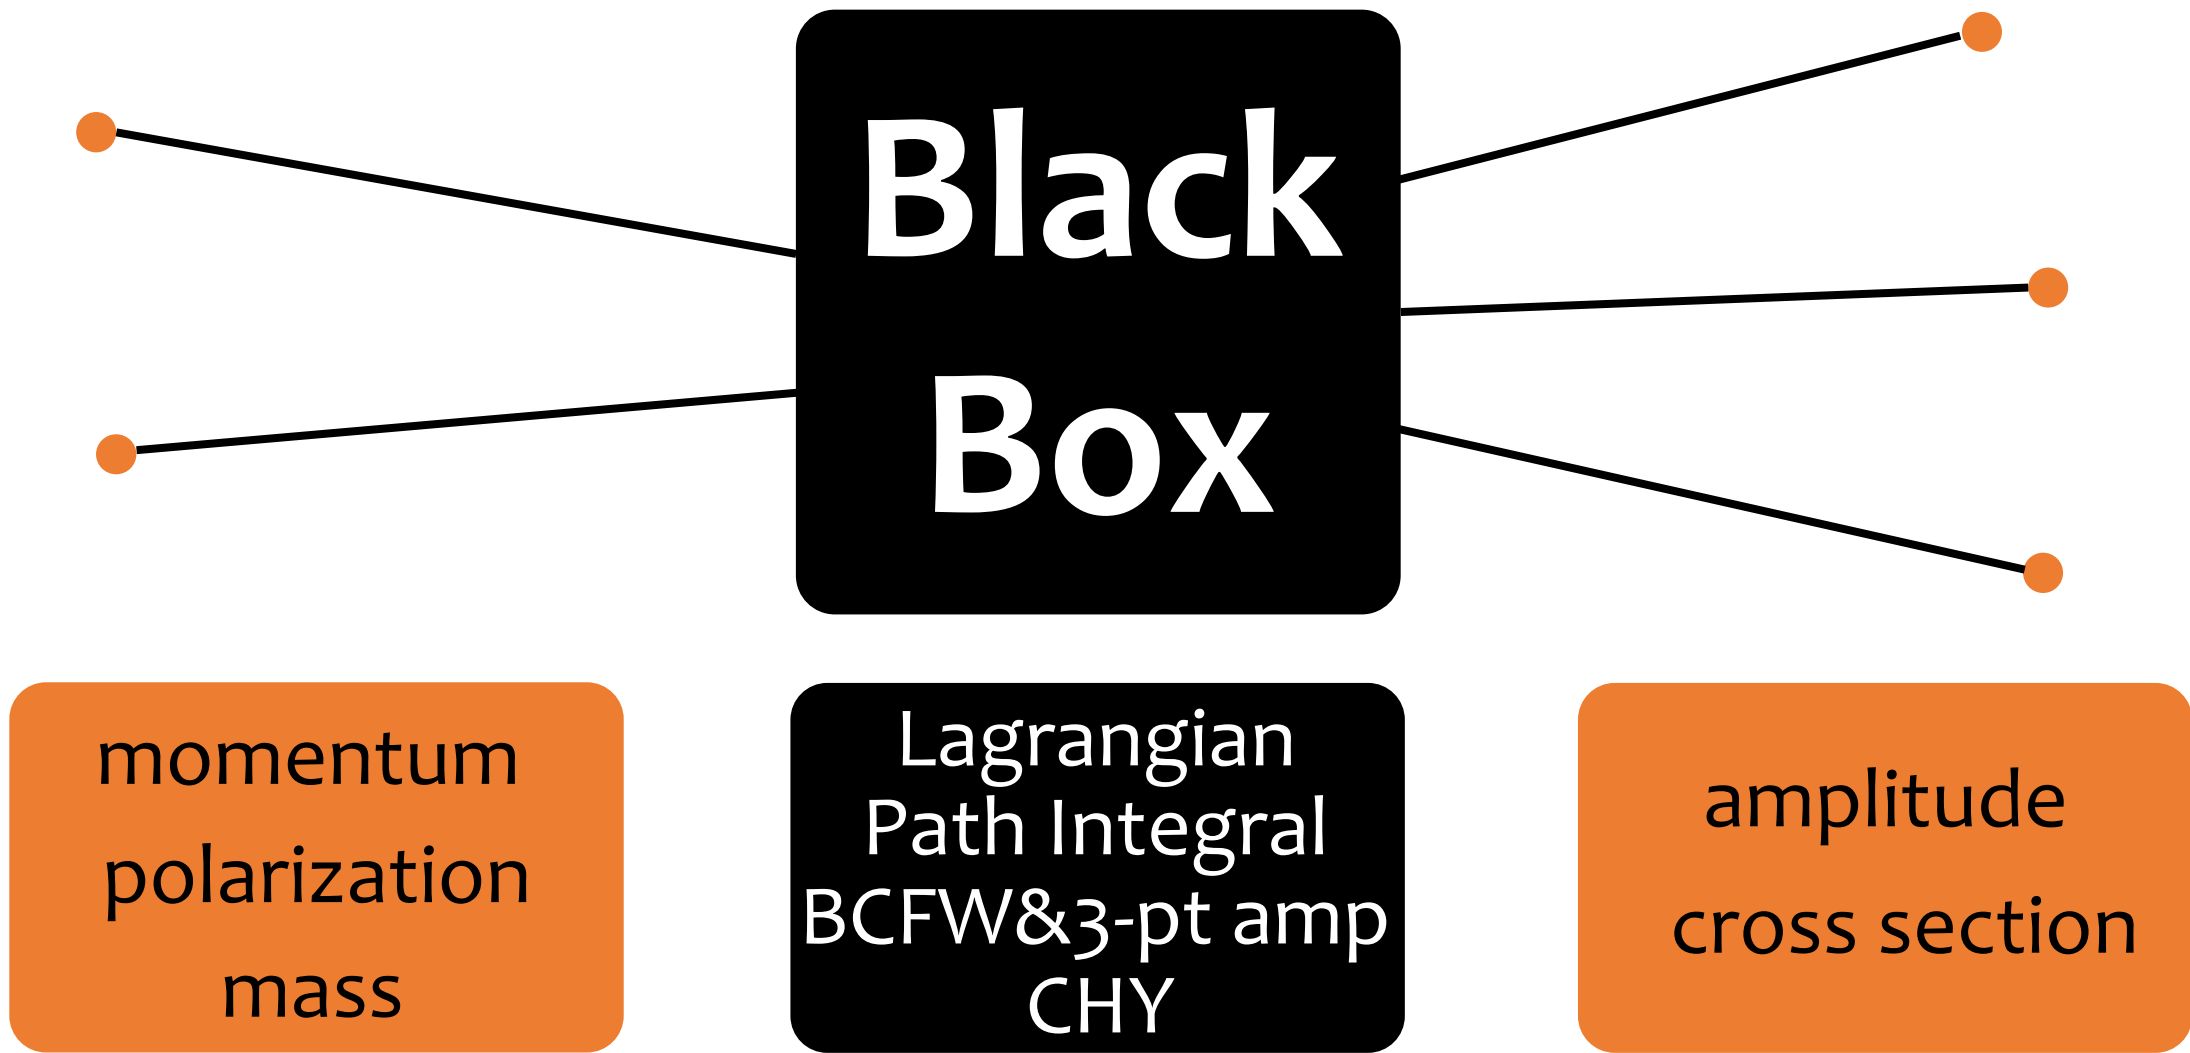 Black
Box
momentum
polarization
mass
Lagrangian
Path Integral
BCFW&3-pt amp
CHY
amplitude
cross section